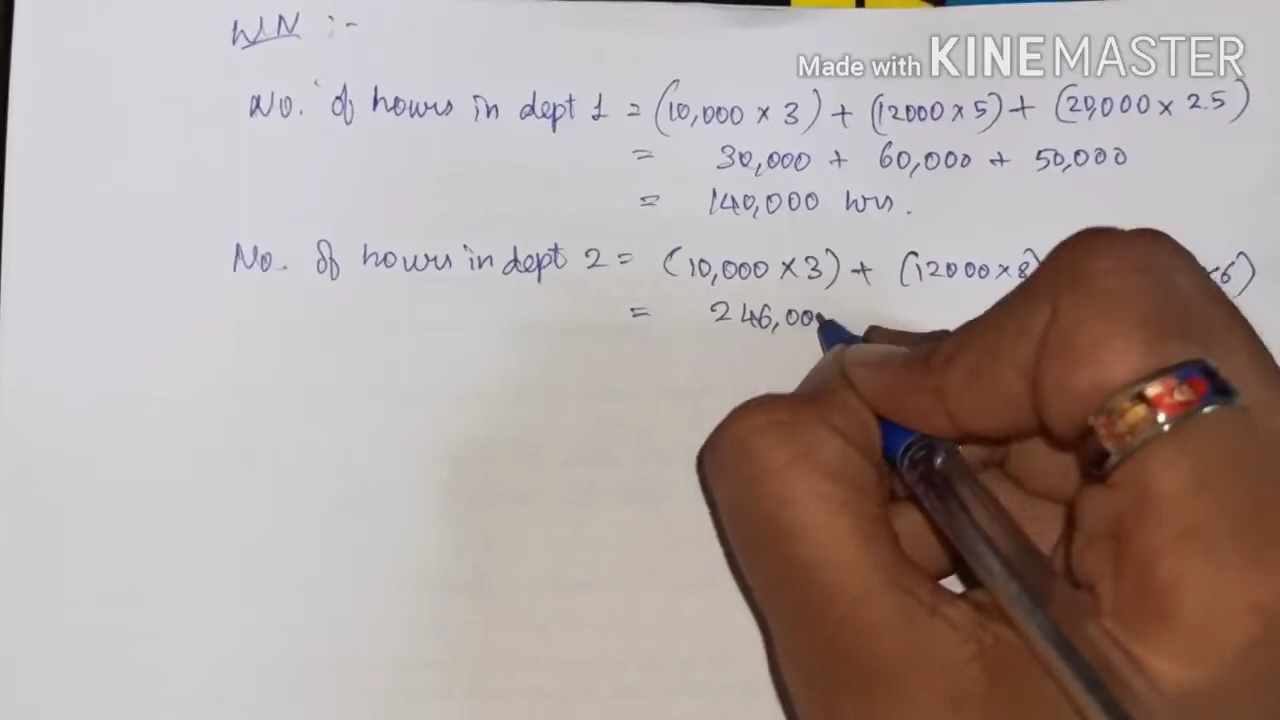 WN :-
Made with KINEMASTER
No. of hours in dept 1 = (10,000 × 3) + (12000 × 5) + (20,000 × 2.5)
= 30,000 + 60,000 + 50,000
= 140,000 hrs.
No. of hours in dept 2 = (10,000 × 3) + (12000 × 8 × 6)
= 246,00